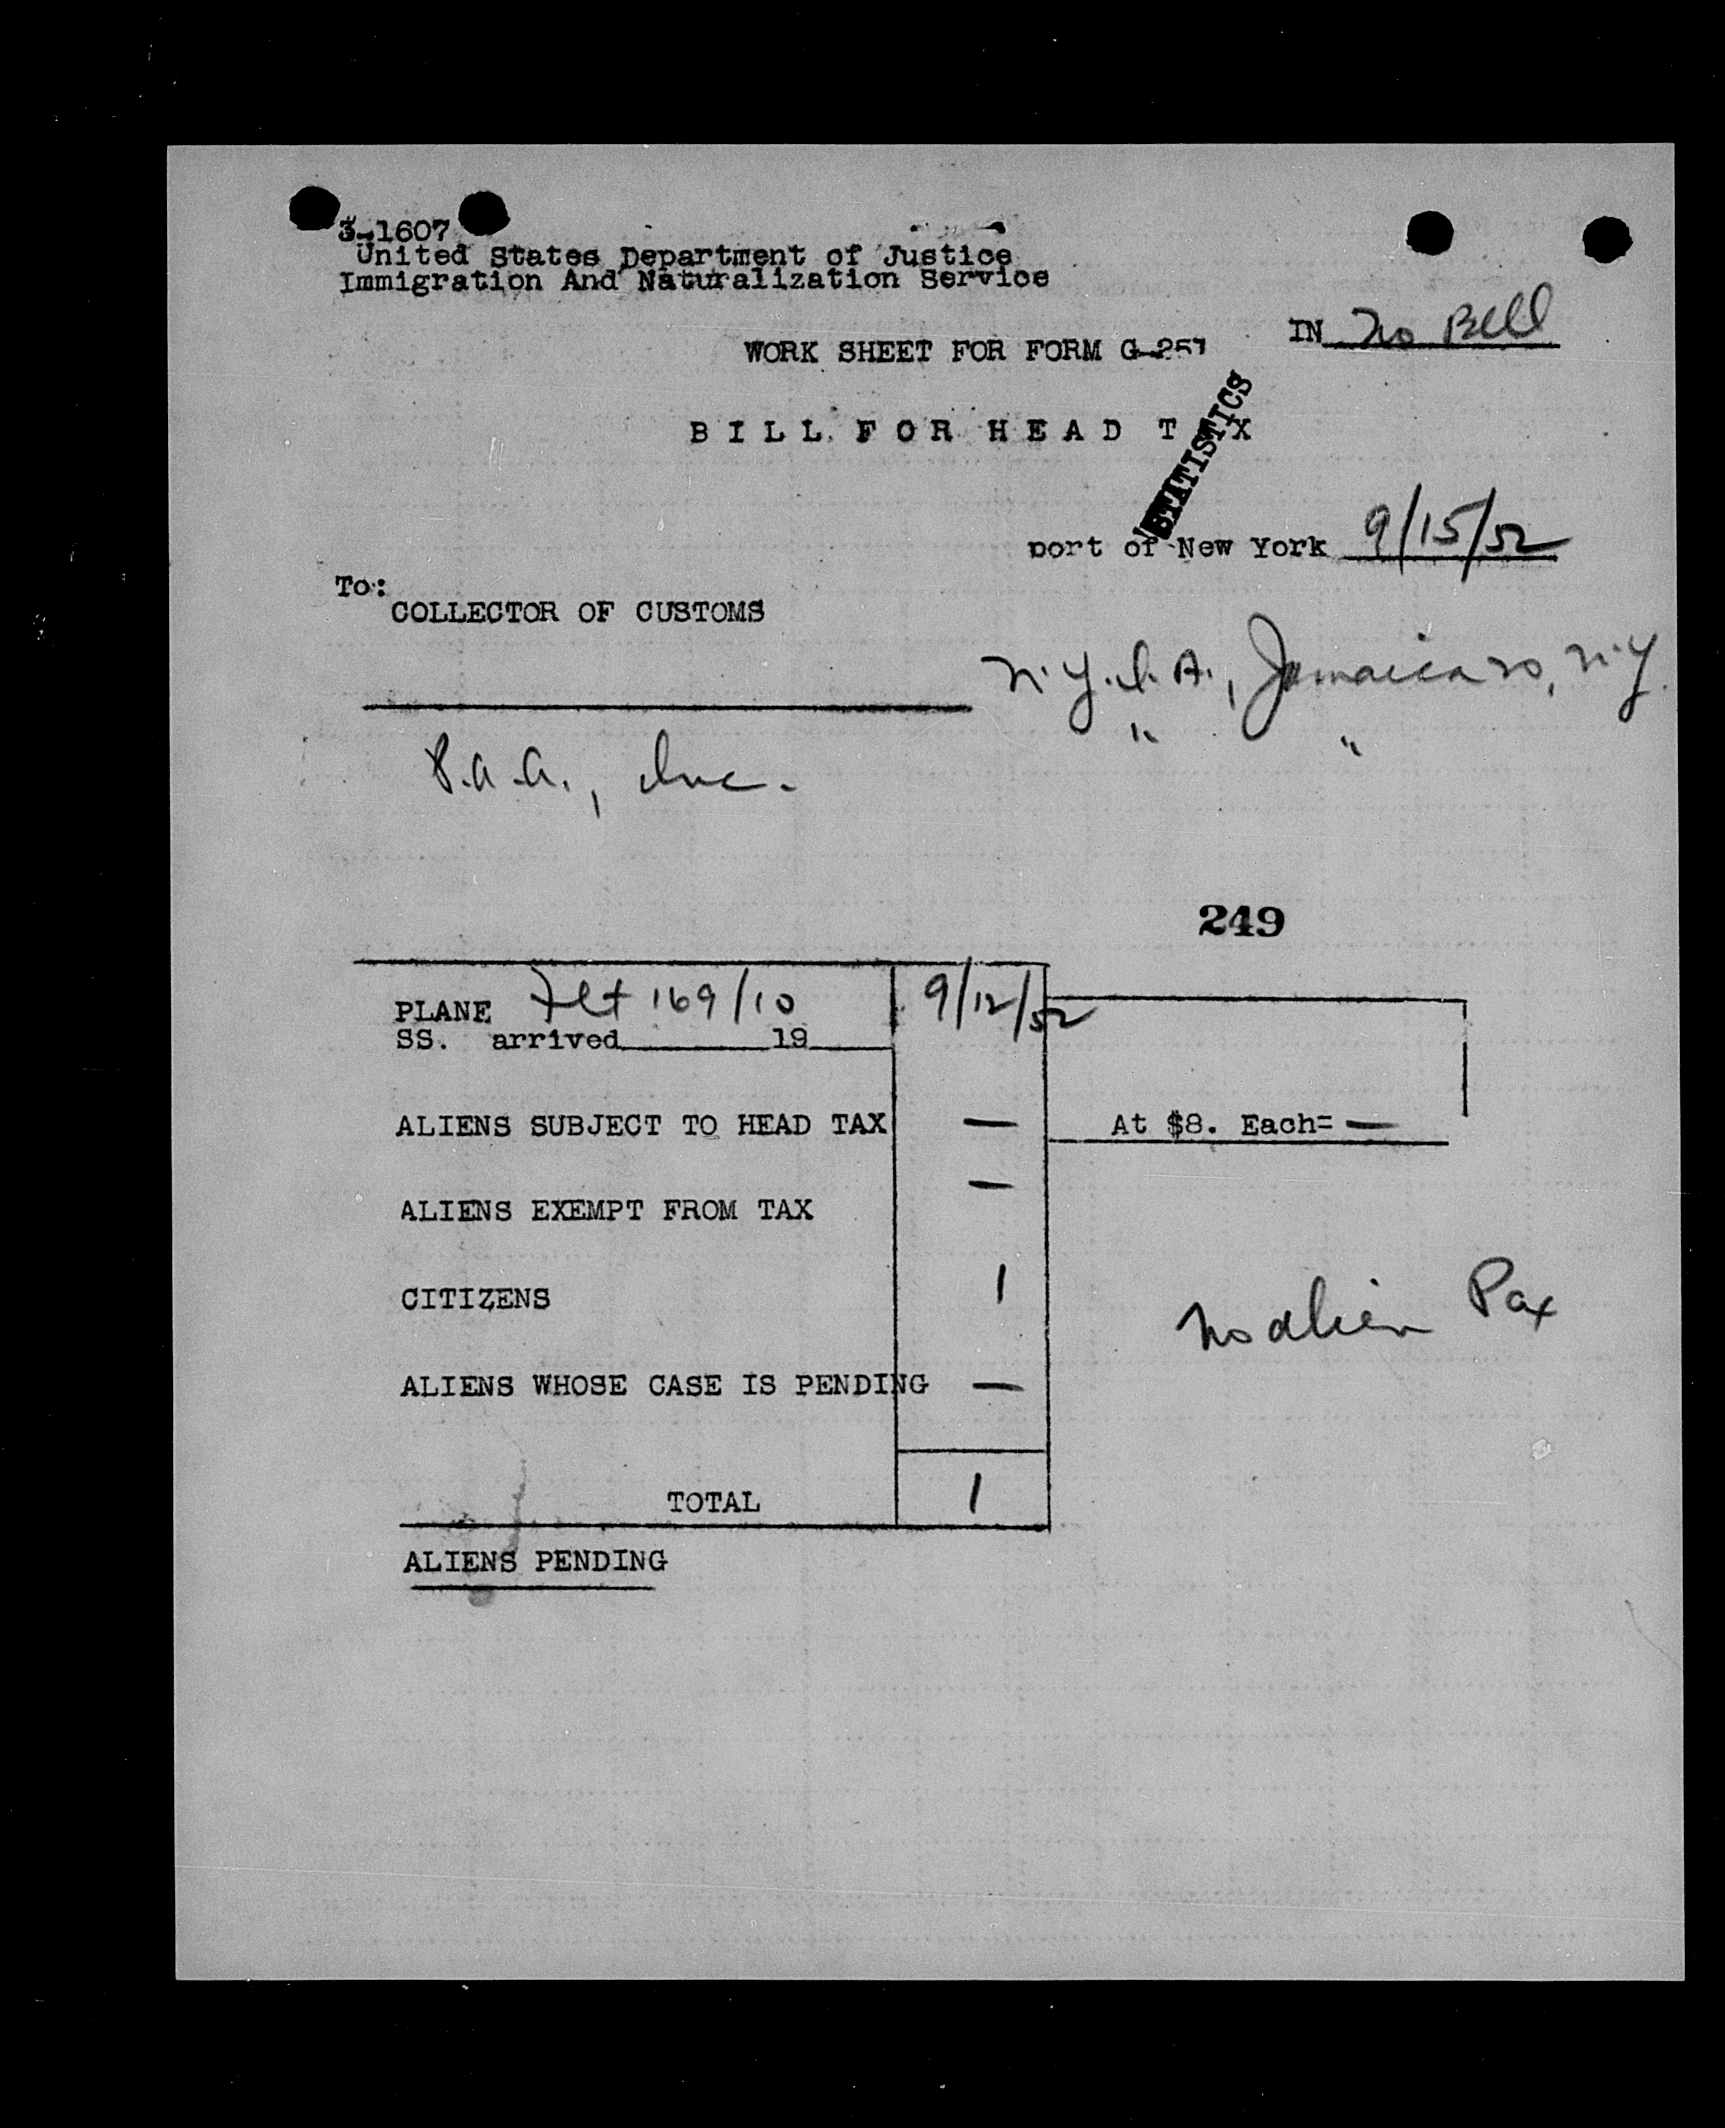 3-1607
United States Department of Justice
Immigration And Naturalization Service
IN No Bill
WORK SHEET FOR FORM G-257
BILL FOR HEAD TAX
STATISTICS
port of New York 9/15/52
To:
COLLECTOR OF CUSTOMS
N.Y.I.A., Jamaica 30, N.Y.
" "
P.A.A., Inc.
249
PLANE Flt 169/10 9/12/52
SS. arrived 19
ALIENS SUBJECT TO HEAD TAX — At $8. Each= —
ALIENS EXEMPT FROM TAX —
CITIZENS 1
No alien Pax
ALIENS WHOSE CASE IS PENDING —
TOTAL 1
ALIENS PENDING